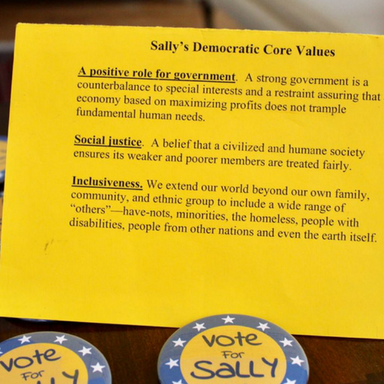 Sally's Democratic Core Values
A positive role for government. A strong government is a
counterbalance to special interests and a restraint assuring that
economy based on maximizing profits does not trample
fundamental human needs.
Social justice. A belief that a civilized and humane society
ensures its weaker and poorer members are treated fairly.
Inclusiveness. We extend our world beyond our own family,
community, and ethnic group to include a wide range of
"others"—have-nots, minorities, the homeless, people with
disabilities, people from other nations and even the earth itself.
Vote
For
LLY
Vote
For
SALLY